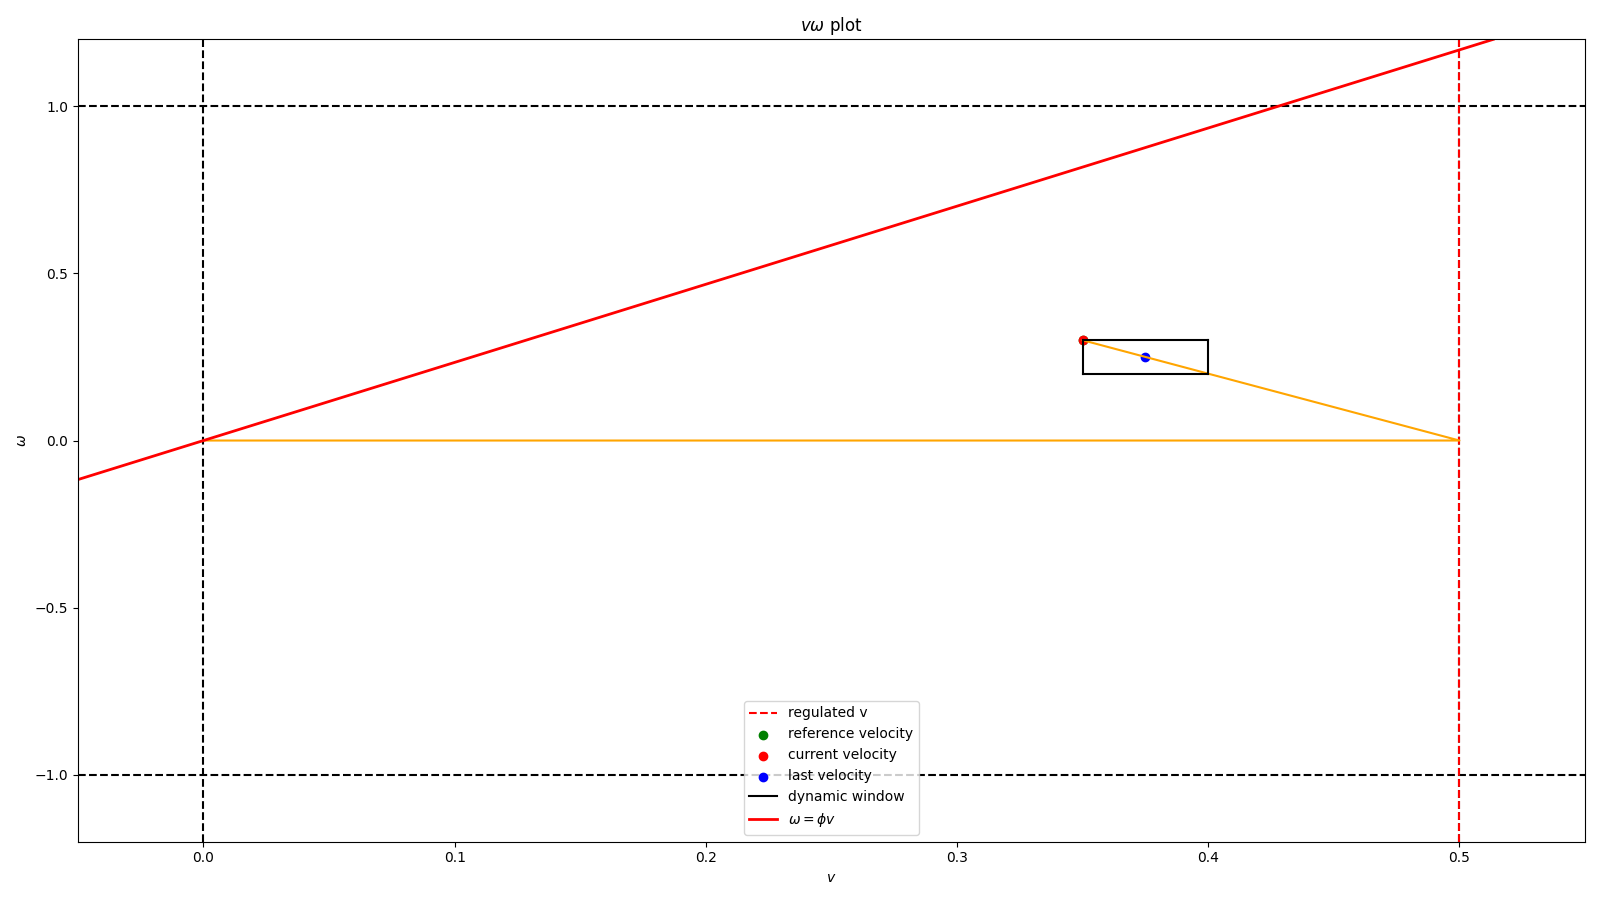 vω plot
1.0
0.5
0.0
−0.5
−1.0
ω
regulated v
reference velocity
current velocity
last velocity
dynamic window
ω = ϕv
0.0 0.1 0.2 0.3 0.4 0.5
v